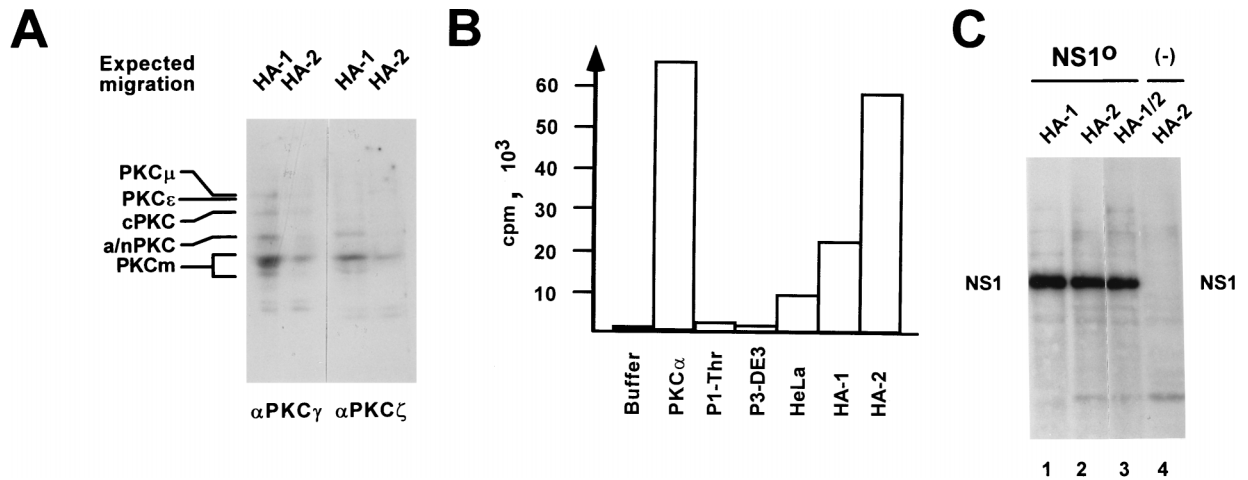 A
Expected
migration
HA-1
HA-2
HA-1
HA-2
PKCμ
PKCε
cPKC
a/nPKC
PKCm
αPKCγ
αPKCζ
B
cpm, 10³
60
50
40
30
20
10
Buffer
PKCα
P1-Thr
P3-DE3
HeLa
HA-1
HA-2
C
NS1º
(-)
HA-1
HA-2
HA-1/2
HA-2
NS1
NS1
1
2
3
4